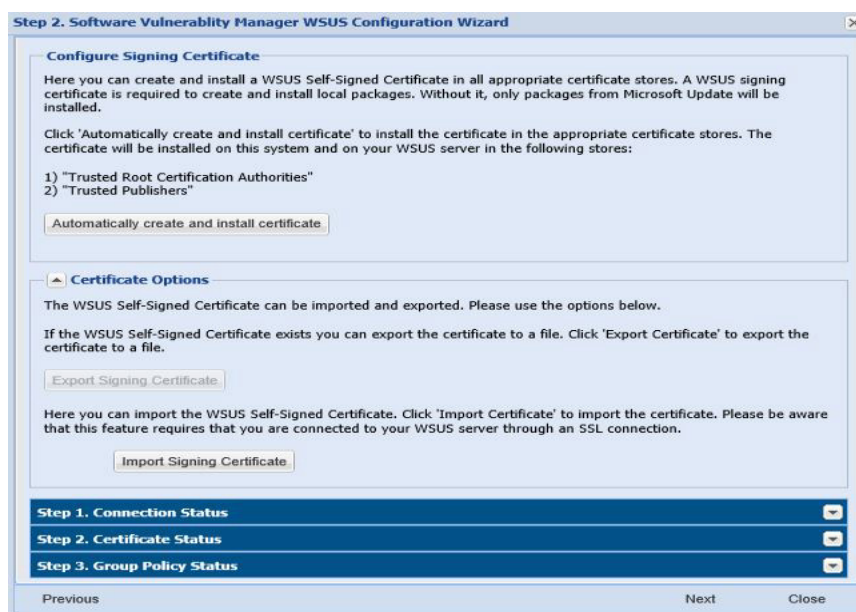 Step 2. Software Vulnerablity Manager WSUS Configuration Wizard
Configure Signing Certificate
Here you can create and install a WSUS Self-Signed Certificate in all appropriate certificate stores. A WSUS signing
certificate is required to create and install local packages. Without it, only packages from Microsoft Update will be
installed.
Click 'Automatically create and install certificate' to install the certificate in the appropriate certificate stores. The
certificate will be installed on this system and on your WSUS server in the following stores:
1) "Trusted Root Certification Authorities"
2) "Trusted Publishers"
Automatically create and install certificate
Certificate Options
The WSUS Self-Signed Certificate can be imported and exported. Please use the options below.
If the WSUS Self-Signed Certificate exists you can export the certificate to a file. Click 'Export Certificate' to export the
certificate to a file.
Export Signing Certificate
Here you can import the WSUS Self-Signed Certificate. Click 'Import Certificate' to import the certificate. Please be aware
that this feature requires that you are connected to your WSUS server through an SSL connection.
Import Signing Certificate
Step 1. Connection Status
Step 2. Certificate Status
Step 3. Group Policy Status
Previous Next Close